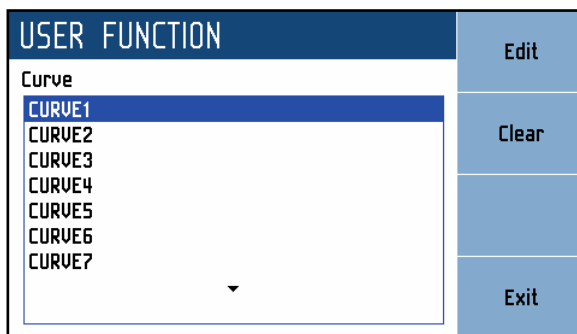 USER FUNCTION
Curve
CURVE1
CURVE2
CURVE3
CURVE4
CURVE5
CURVE6
CURVE7
Edit
Clear
Exit